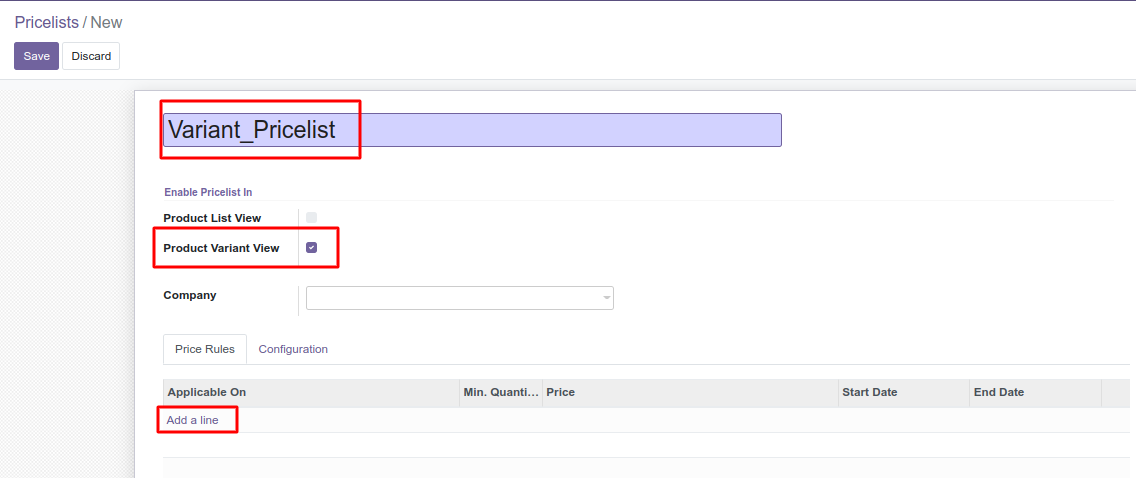 Pricelists / New
Save Discard
Variant_Pricelist
Enable Pricelist In
Product List View
Product Variant View
Company
Price Rules Configuration
Applicable On Min. Quanti... Price Start Date End Date
Add a line